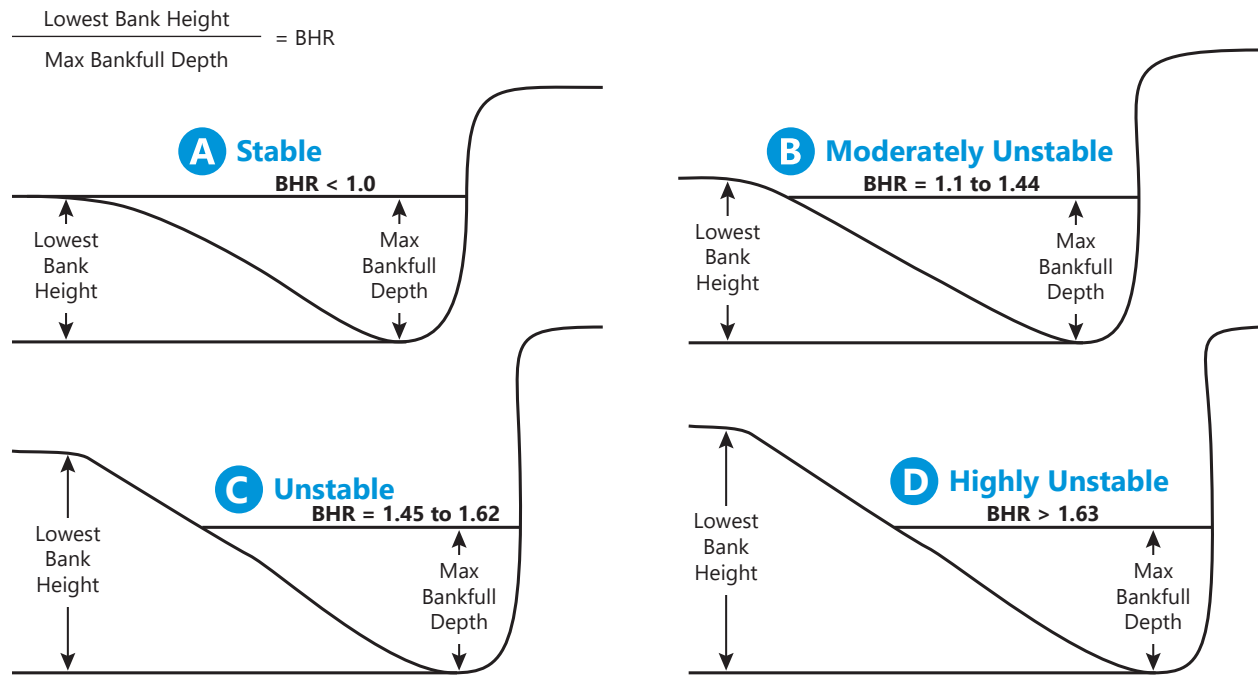 Lowest Bank Height
Max Bankfull Depth
= BHR
A Stable
BHR < 1.0
Lowest
Bank
Height
Max
Bankfull
Depth
B Moderately Unstable
BHR = 1.1 to 1.44
Lowest
Bank
Height
Max
Bankfull
Depth
C Unstable
BHR = 1.45 to 1.62
Lowest
Bank
Height
Max
Bankfull
Depth
D Highly Unstable
BHR > 1.63
Lowest
Bank
Height
Max
Bankfull
Depth